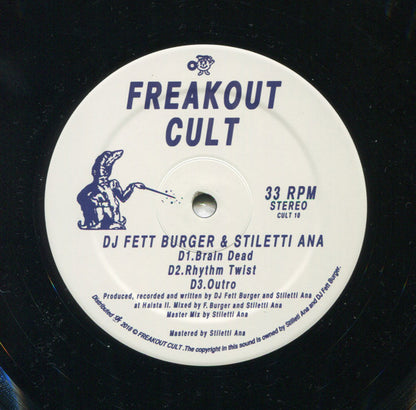 FREAKOUT
CULT
33 RPM
STEREO
CULT 10
DJ FETT BURGER & STILETTI ANA
D1.Brain Dead
D2.Rhythm Twist
D3.Outro
Produced, recorded and written by DJ Fett Burger and Stiletti Ana
at Haista II. Mixed by F. Burger and Stiletti Ana
Master Mix by Stiletti Ana
Mastered by Stiletti Ana
Distributed 2018 © FREAKOUT CULT. The copyright in this sound is owned by Stiletti Ana and DJ Fett Burger.